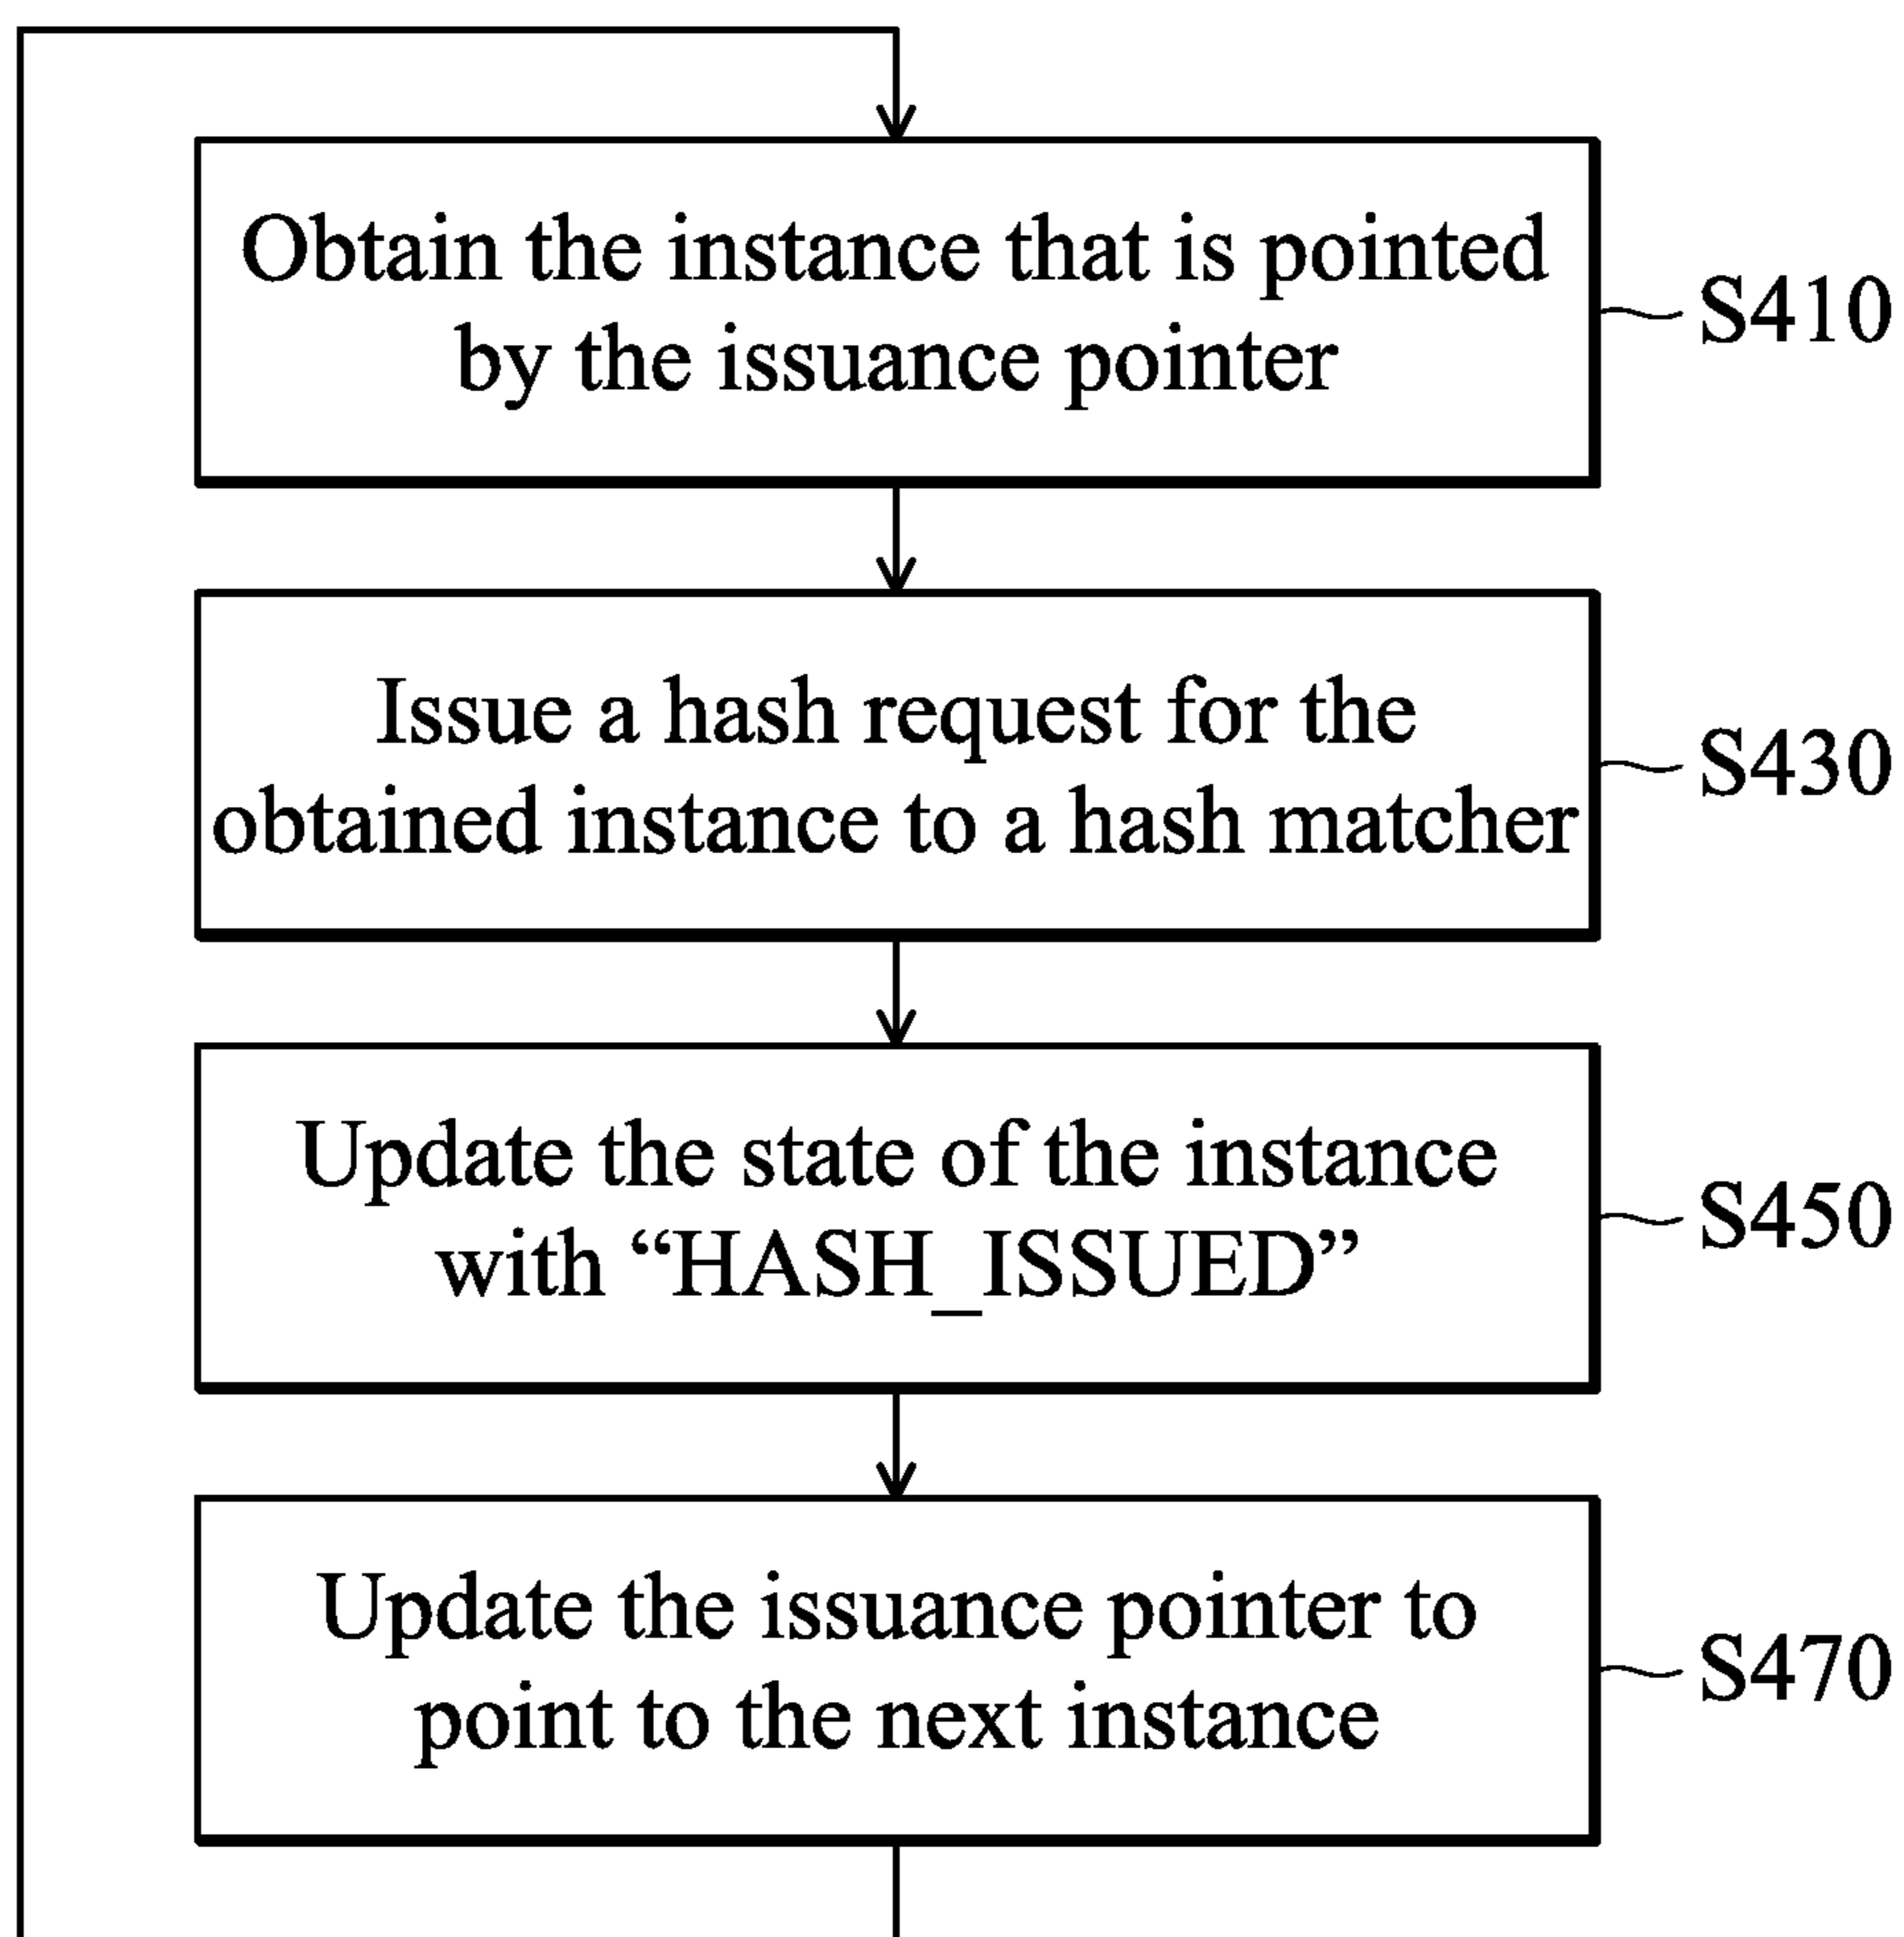 Obtain the instance that is pointed
by the issuance pointer
S410
Issue a hash request for the
obtained instance to a hash matcher
S430
Update the state of the instance
with “HASH_ISSUED”
S450
Update the issuance pointer to
point to the next instance
S470